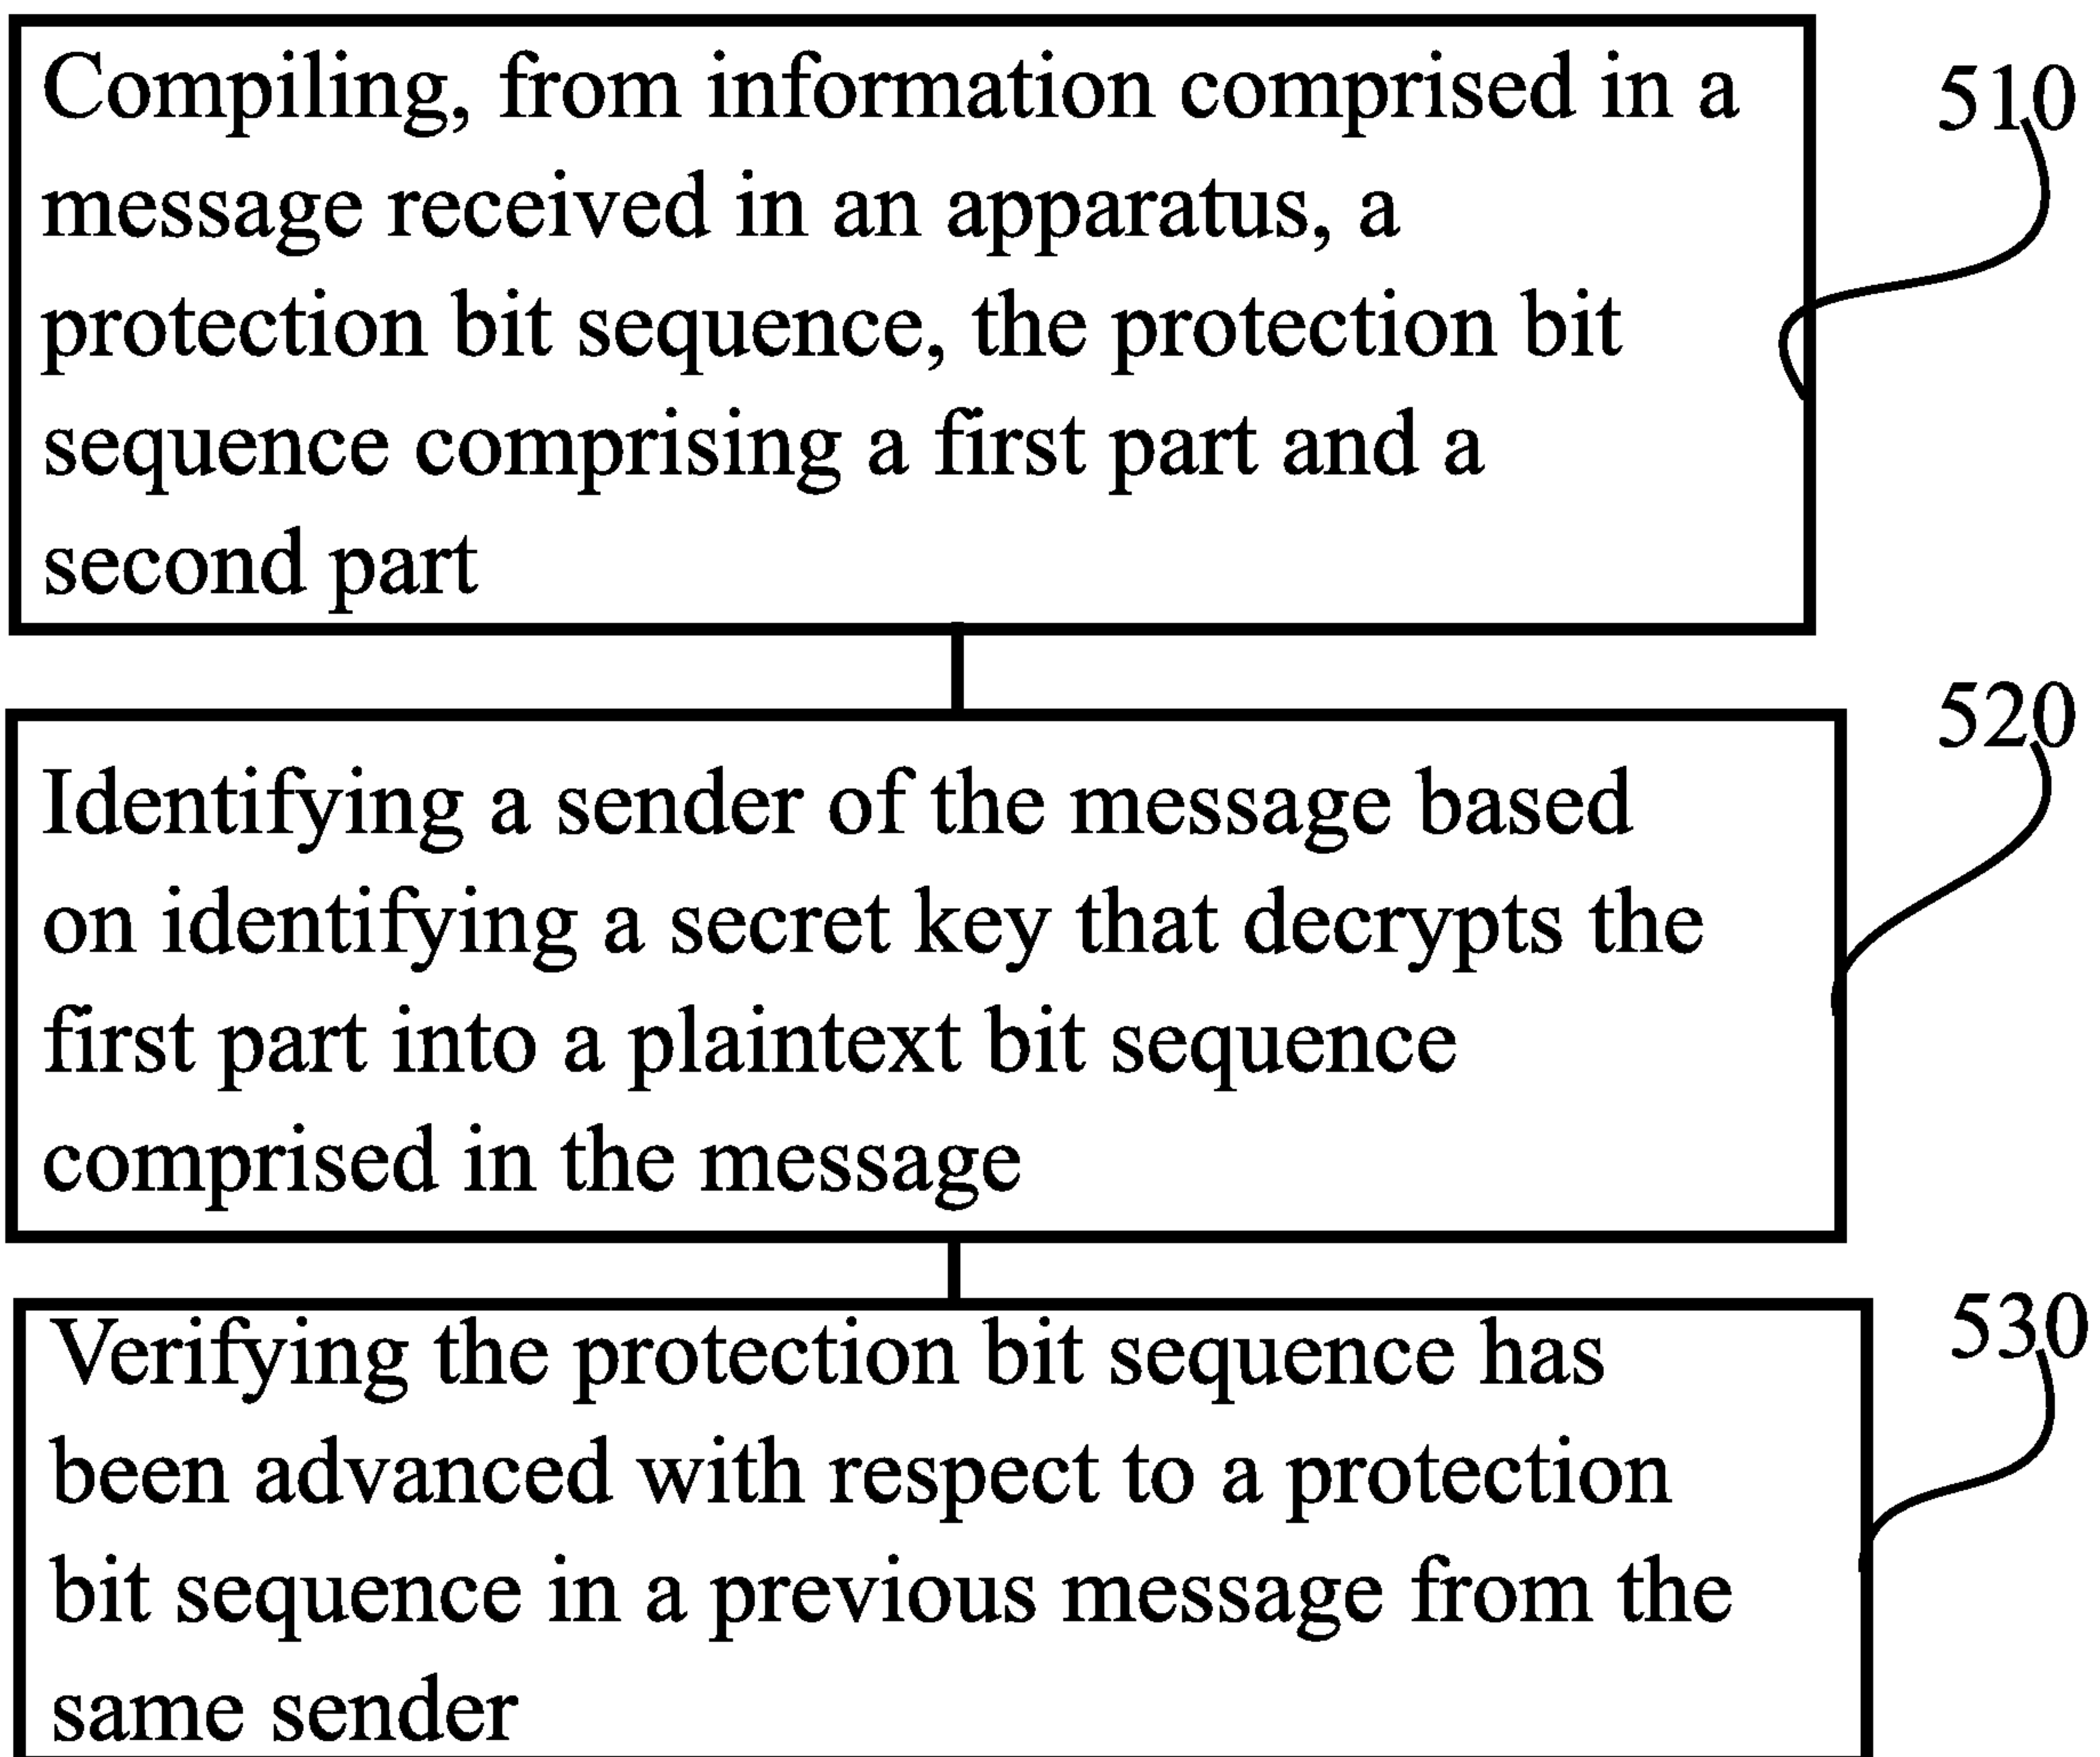 Compiling, from information comprised in a
message received in an apparatus, a
protection bit sequence, the protection bit
sequence comprising a first part and a
second part
510
Identifying a sender of the message based
on identifying a secret key that decrypts the
first part into a plaintext bit sequence
comprised in the message
520
Verifying the protection bit sequence has
been advanced with respect to a protection
bit sequence in a previous message from the
same sender
530